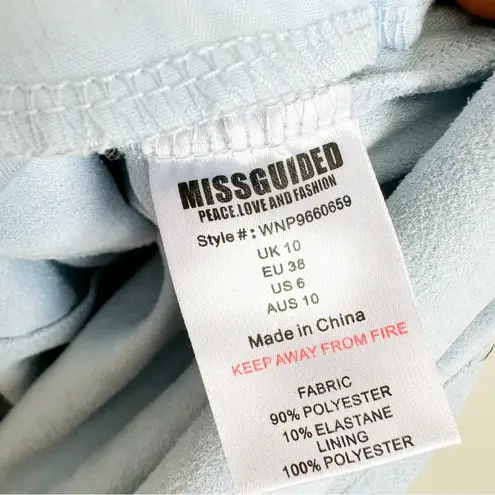 MISSGUIDED
PEACE.LOVE AND FASHION
Style #: WNP9660659
UK 10
EU 38
US 6
AUS 10
Made in China
KEEP AWAY FROM FIRE
FABRIC
90% POLYESTER
10% ELASTANE
LINING
100% POLYESTER